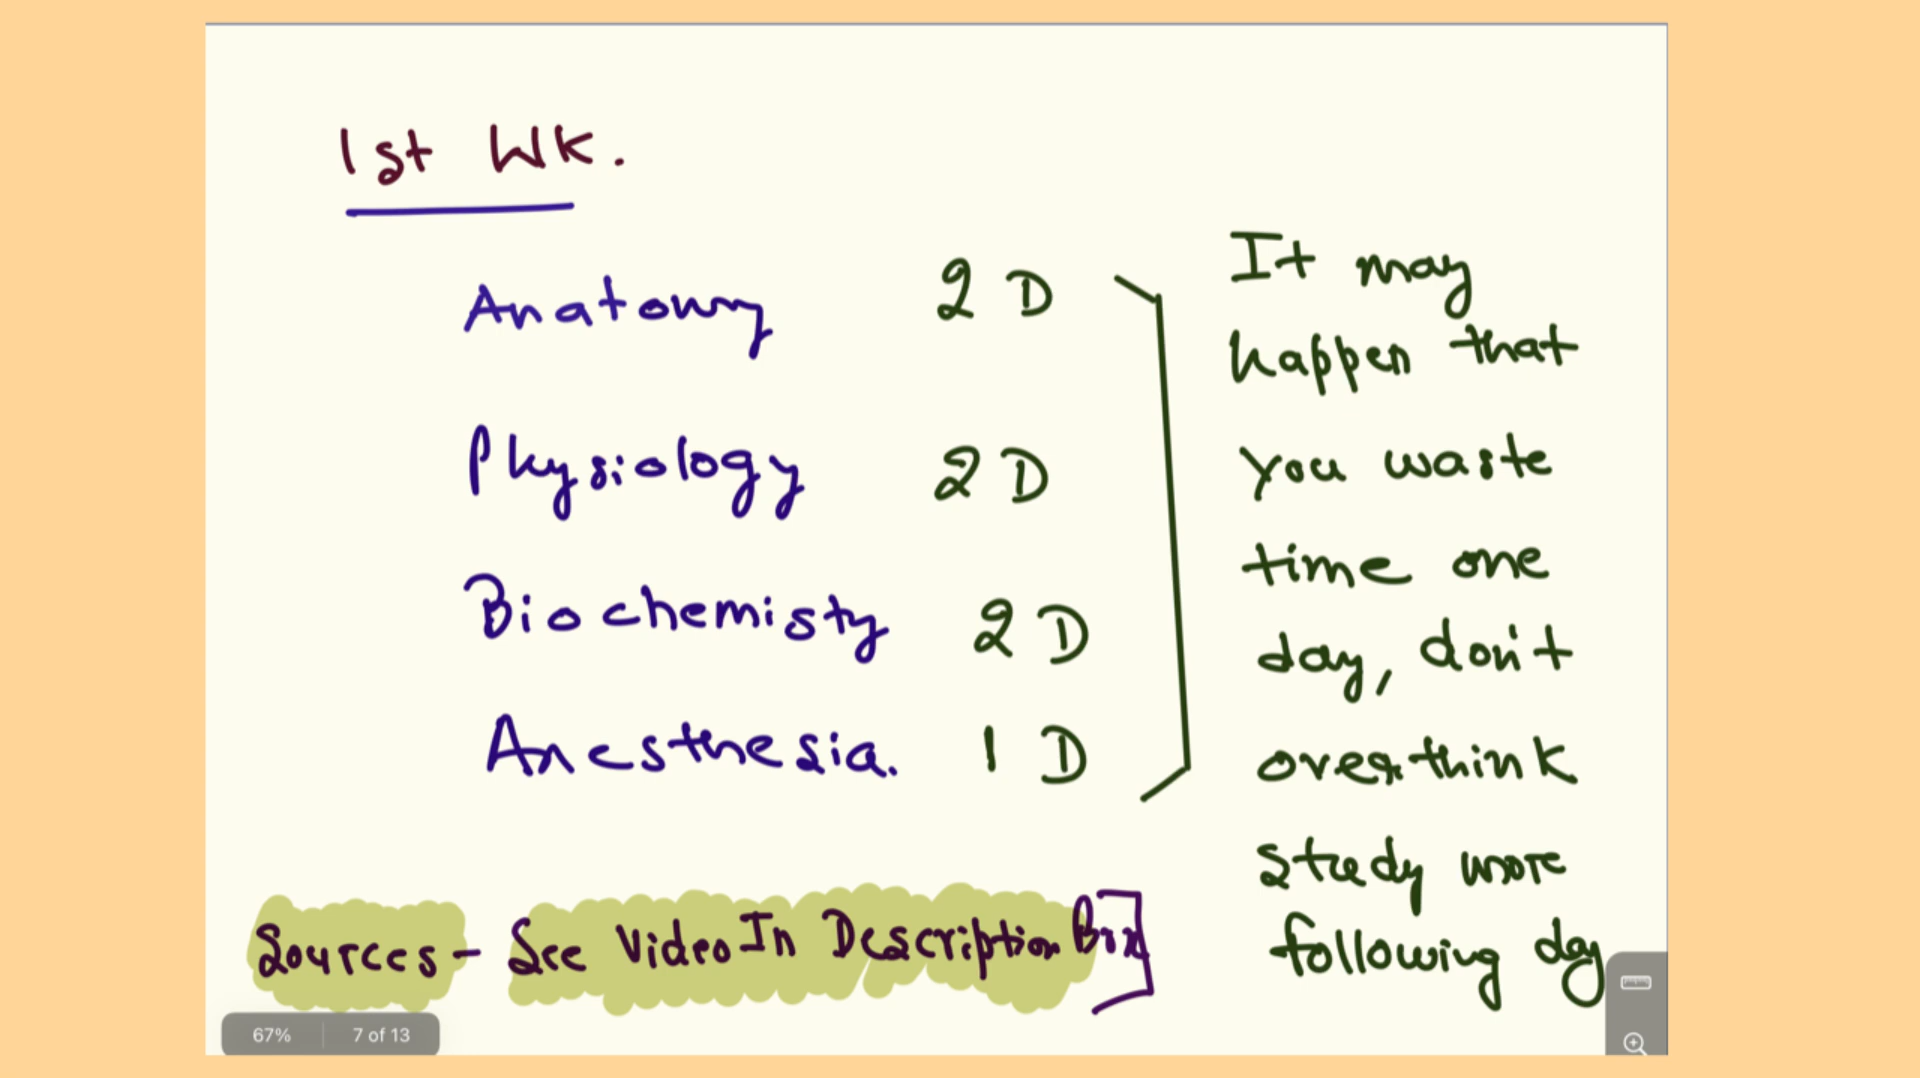 1st Wk.
Anatomy 2 D
Physiology 2 D
Biochemisty 2 D
Anesthesia. 1 D
It may
happen that
you waste
time one
day, don't
overthink
study more
following day
Sources - See Video In Description Box
67% 7 of 13